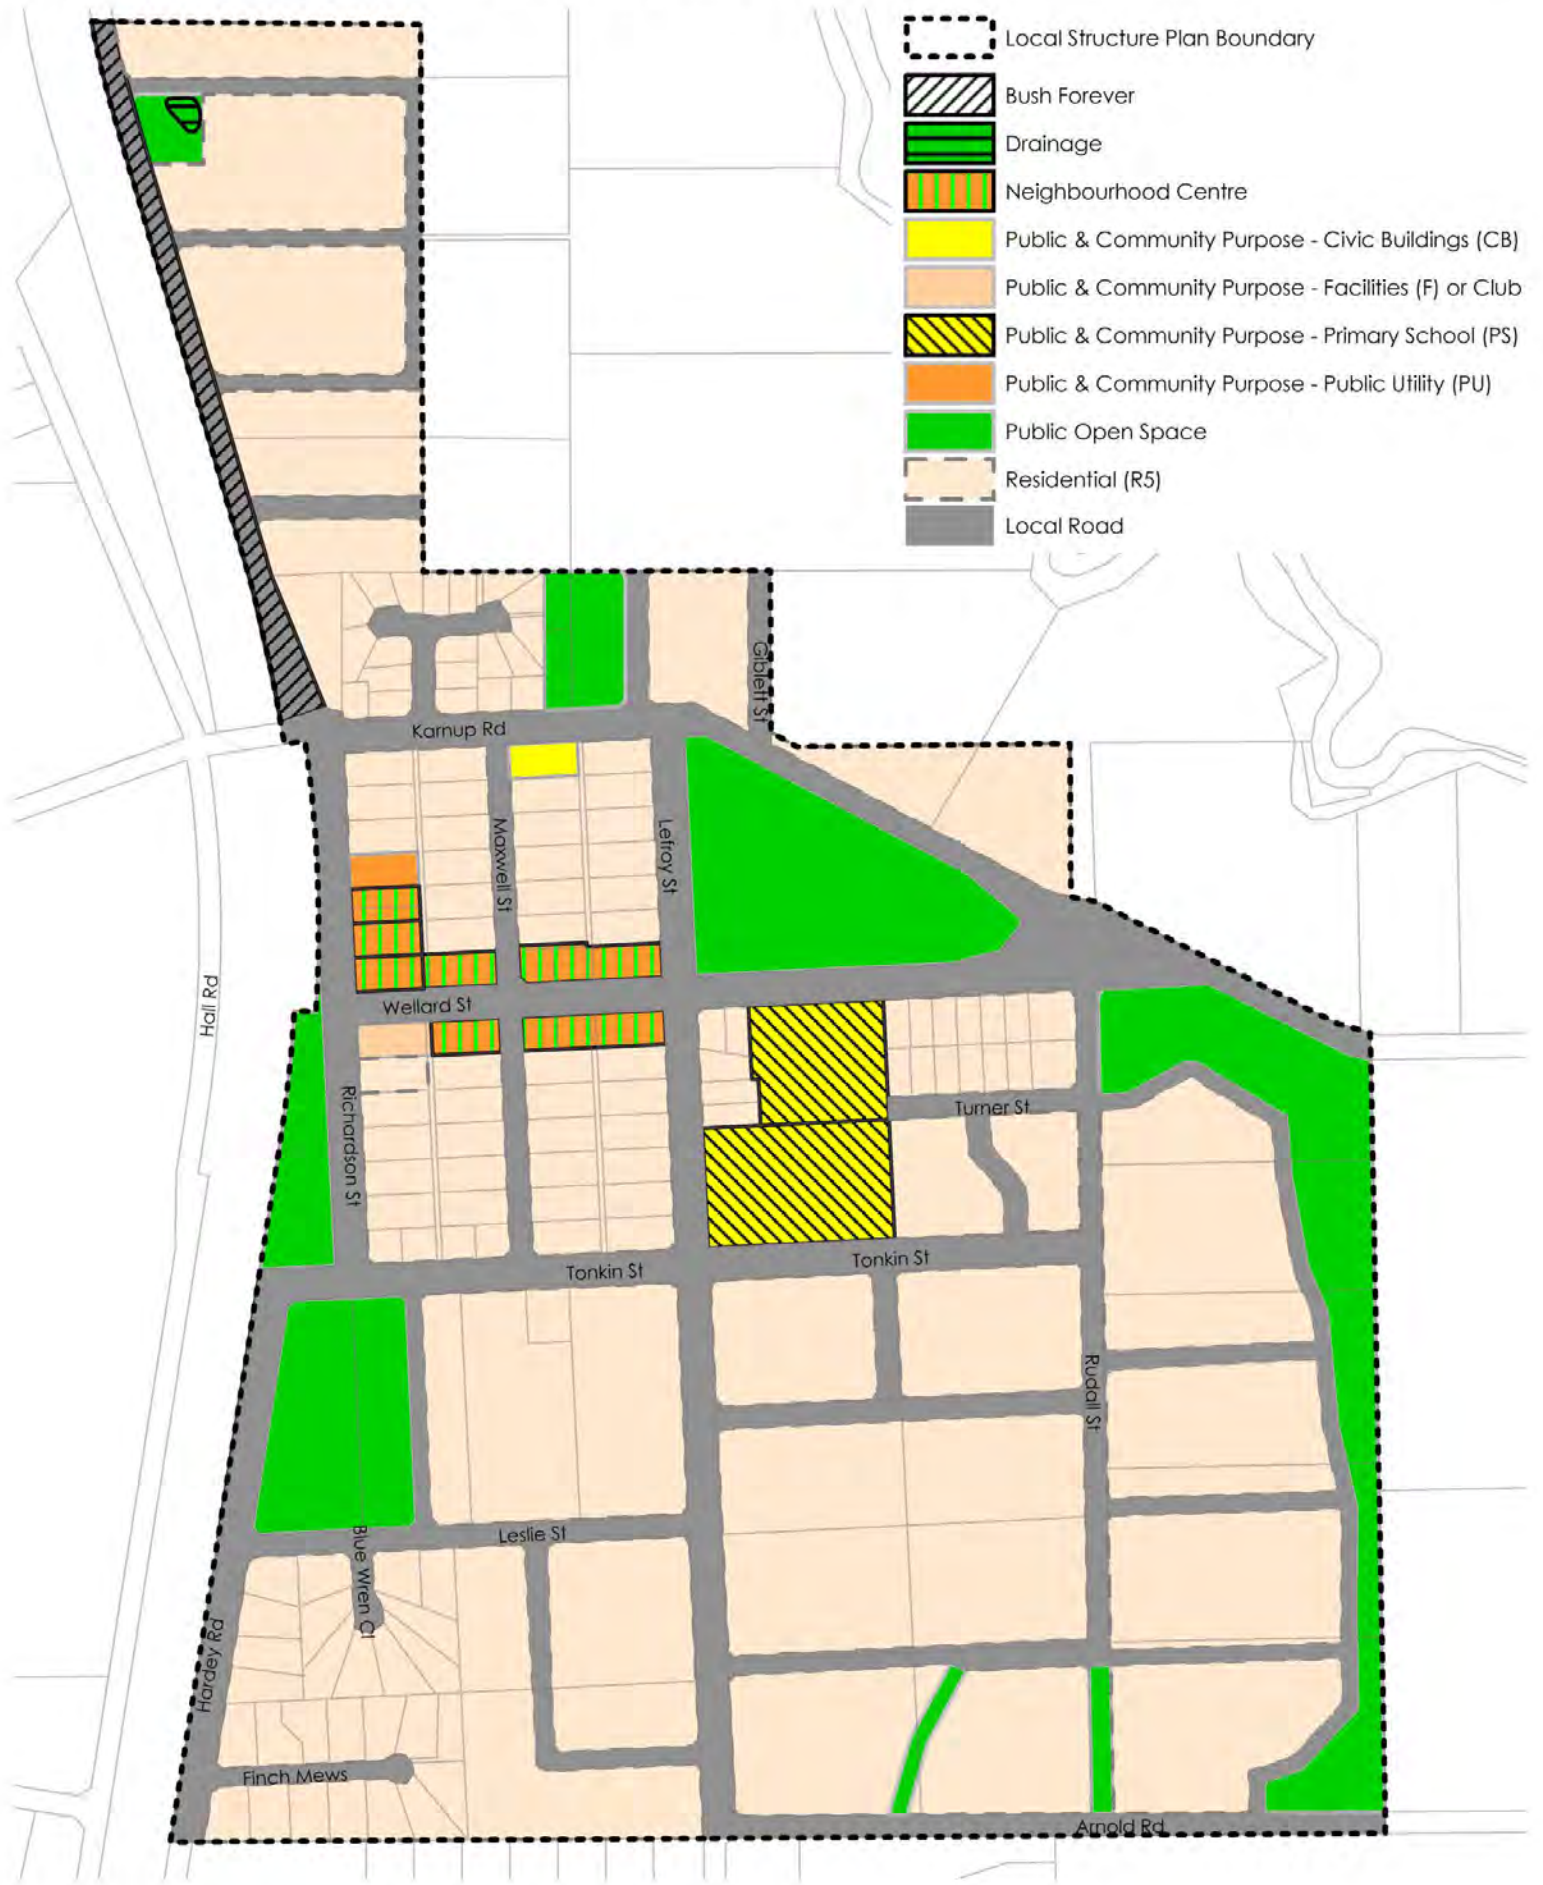 Local Structure Plan Boundary
Bush Forever
Drainage
Neighbourhood Centre
Public & Community Purpose - Civic Buildings (CB)
Public & Community Purpose - Facilities (F) or Club
Public & Community Purpose - Primary School (PS)
Public & Community Purpose - Public Utility (PU)
Public Open Space
Residential (R5)
Local Road
Giblett St
Karnup Rd
Maxwell St
Lefroy St
Hall Rd
Wellard St
Richardson St
Turner St
Tonkin St
Tonkin St
Rudall St
Leslie St
Blue Wren Ct
Hardey Rd
Finch Mews
Arnold Rd